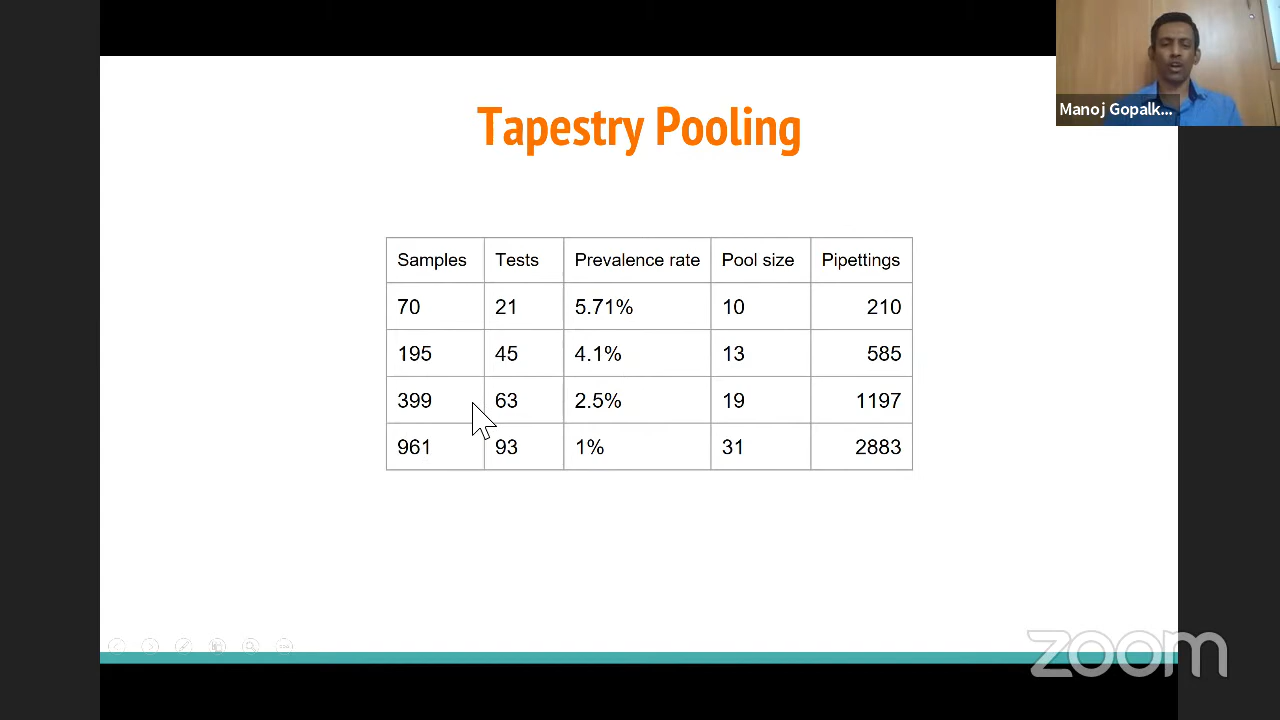 Manoj Gopalk...
Tapestry Pooling
Samples Tests Prevalence rate Pool size Pipettings
70 21 5.71% 10 210
195 45 4.1% 13 585
399 63 2.5% 19 1197
961 93 1% 31 2883
zoom